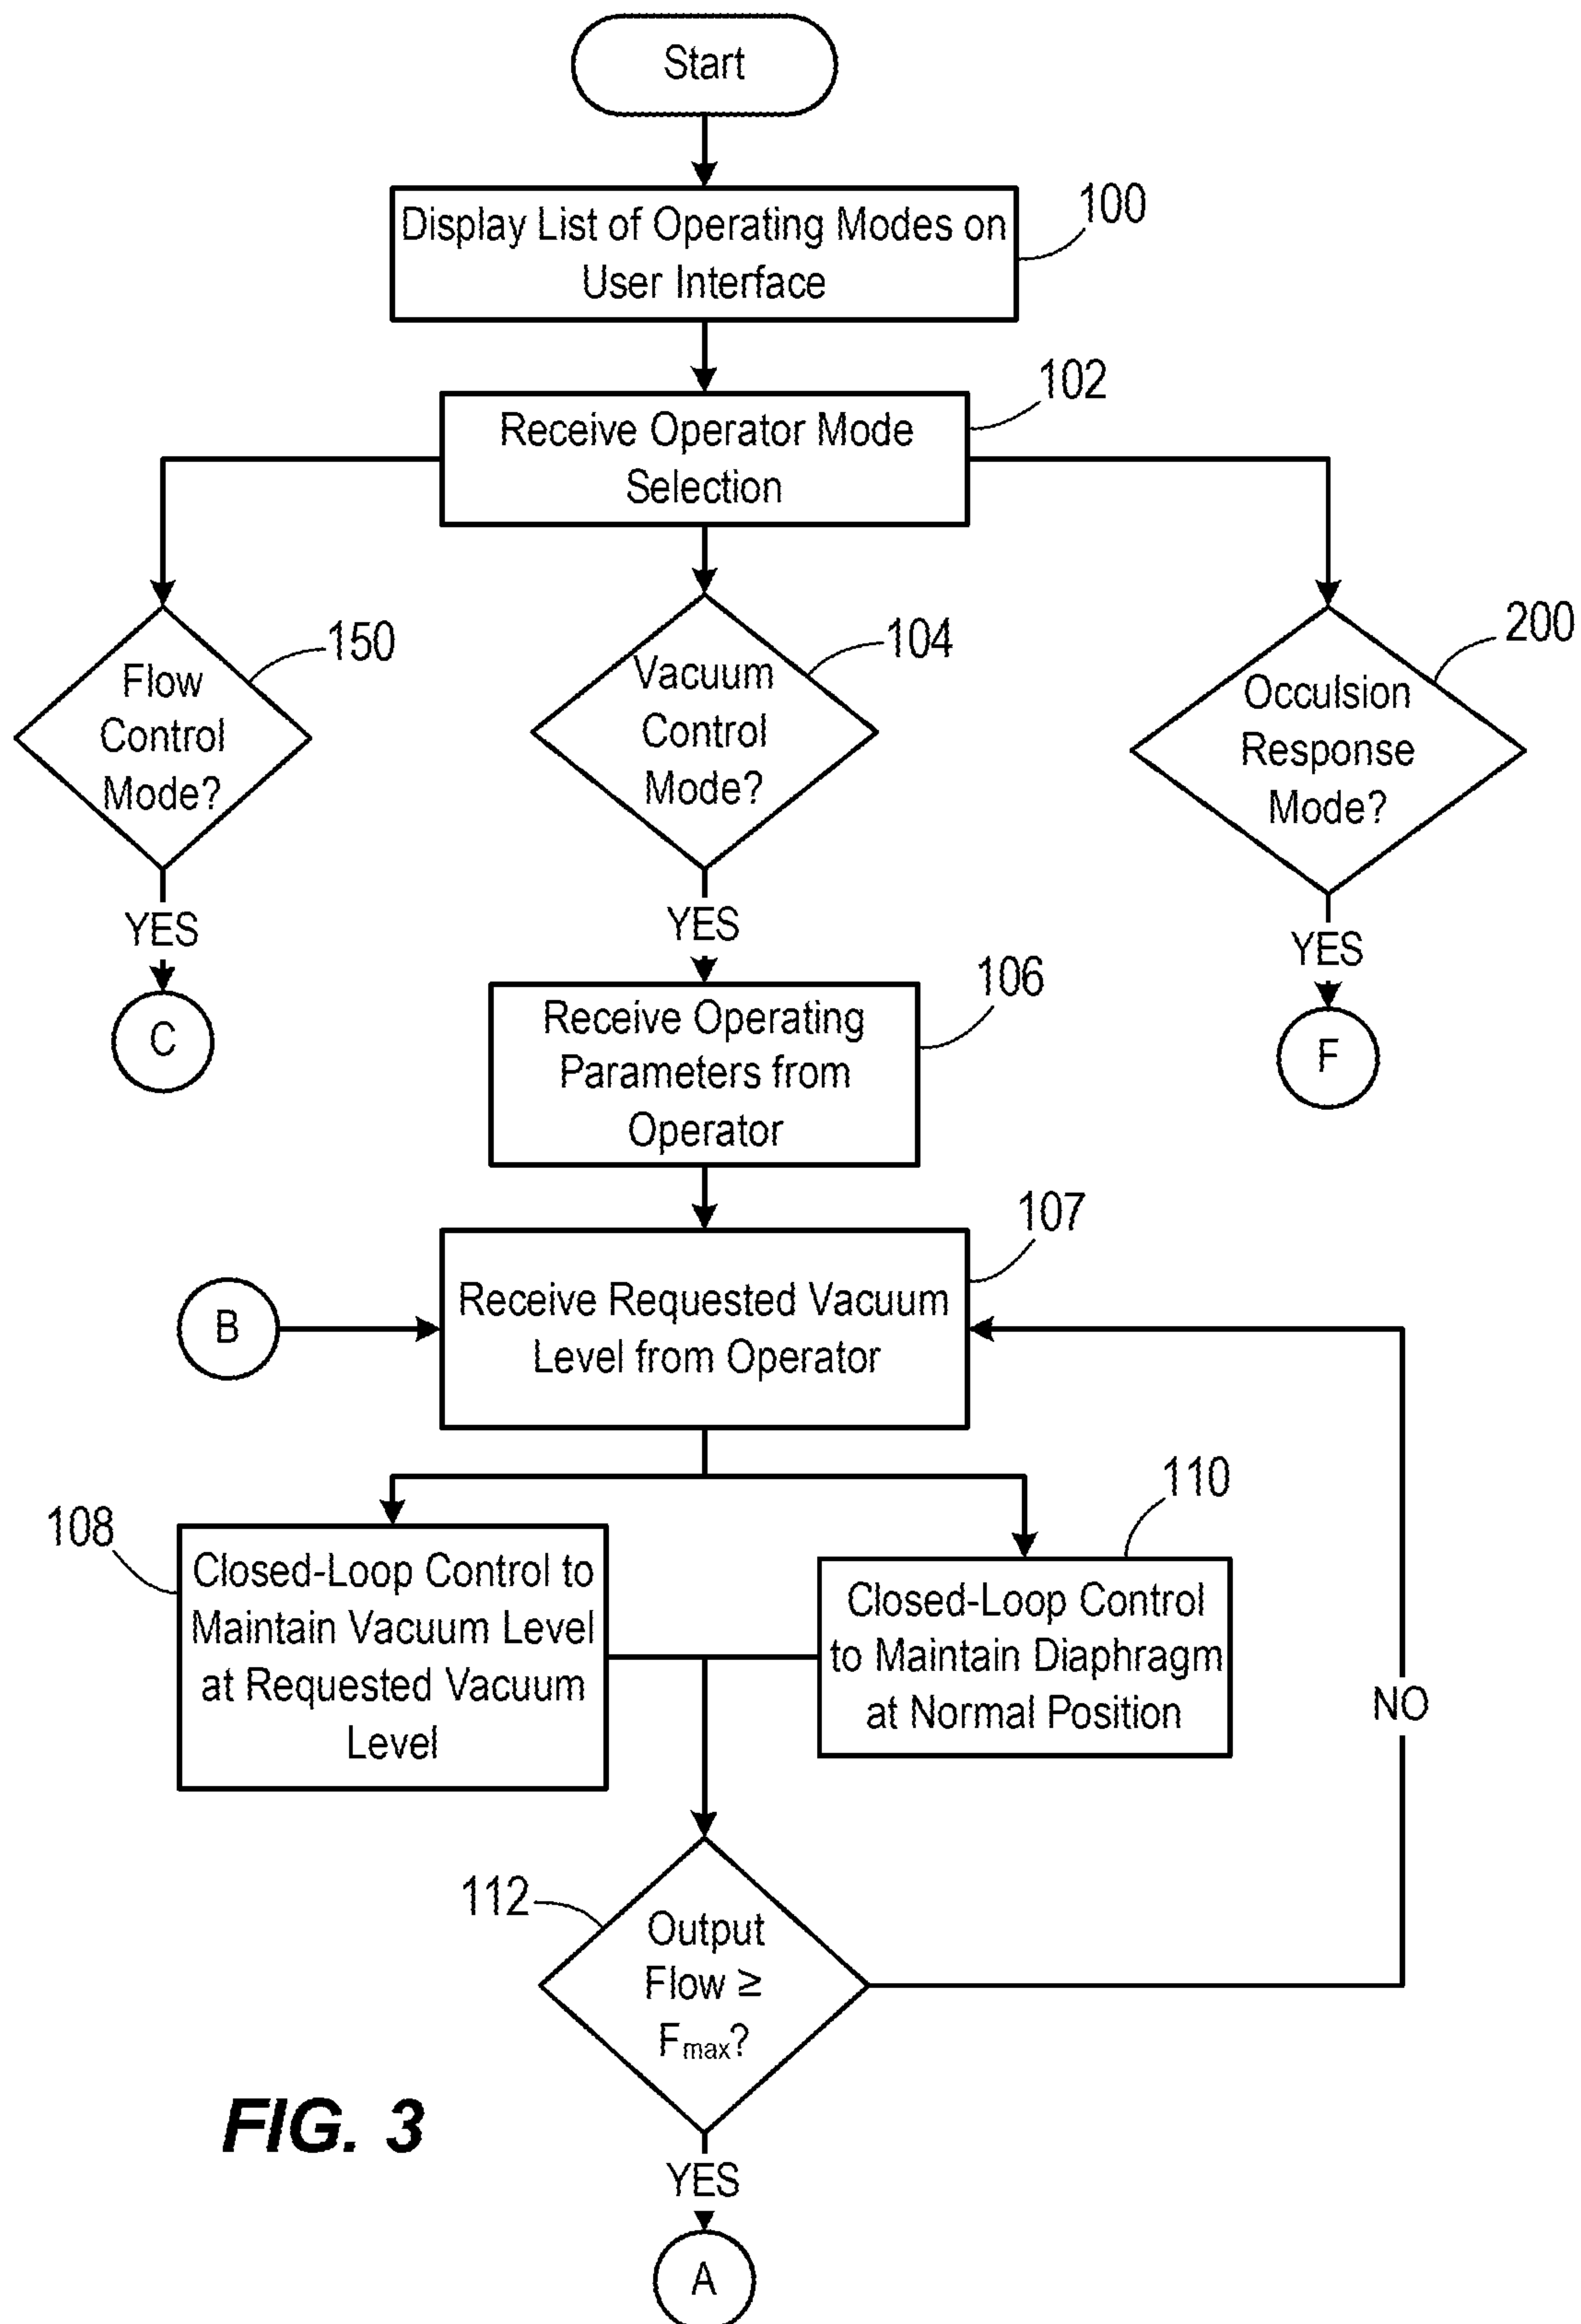 Start
Display List of Operating Modes on
User Interface
100
Receive Operator Mode
Selection
102
Flow
Control
Mode?
150
Vacuum
Control
Mode?
104
Occulsion
Response
Mode?
200
YES
YES
YES
C
F
Receive Operating
Parameters from
Operator
106
B
Receive Requested Vacuum
Level from Operator
107
108
Closed-Loop Control to
Maintain Vacuum Level
at Requested Vacuum
Level
110
Closed-Loop Control
to Maintain Diaphragm
at Normal Position
NO
112
Output
Flow ≥
Fmax?
FIG. 3
YES
A